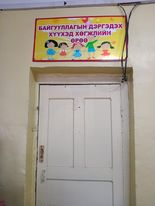 БАЙГУУЛЛАГЫН ДЭРГЭДЭХ
ХҮҮХЭД ХӨГЖЛИЙН
ӨРӨӨ